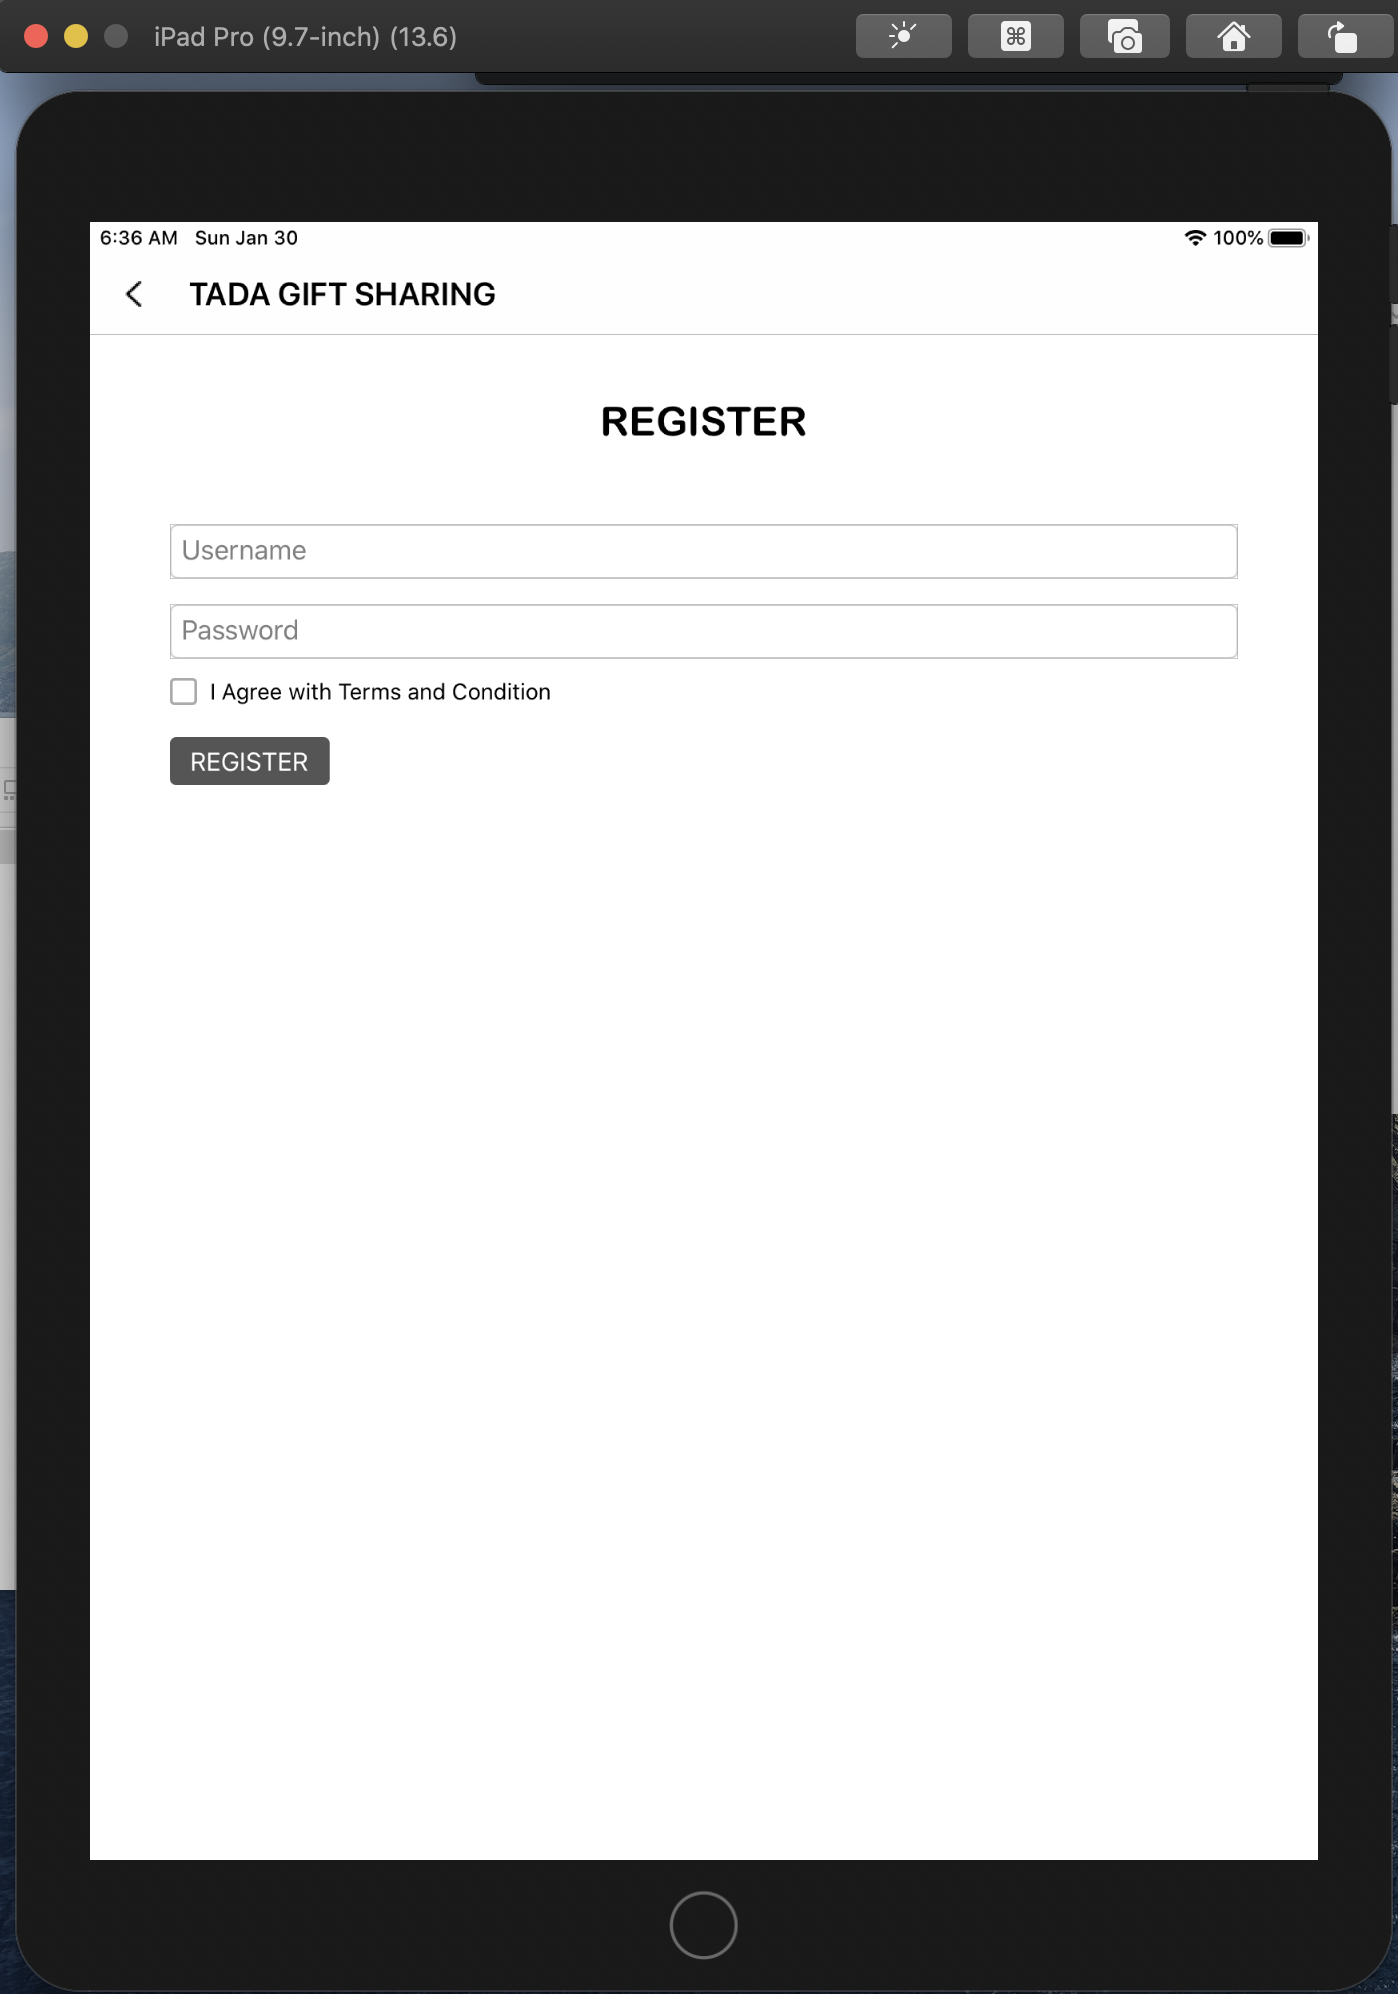 iPad Pro (9.7-inch) (13.6)
6:36 AM Sun Jan 30 100%
TADA GIFT SHARING
REGISTER
Username
Password
I Agree with Terms and Condition
REGISTER